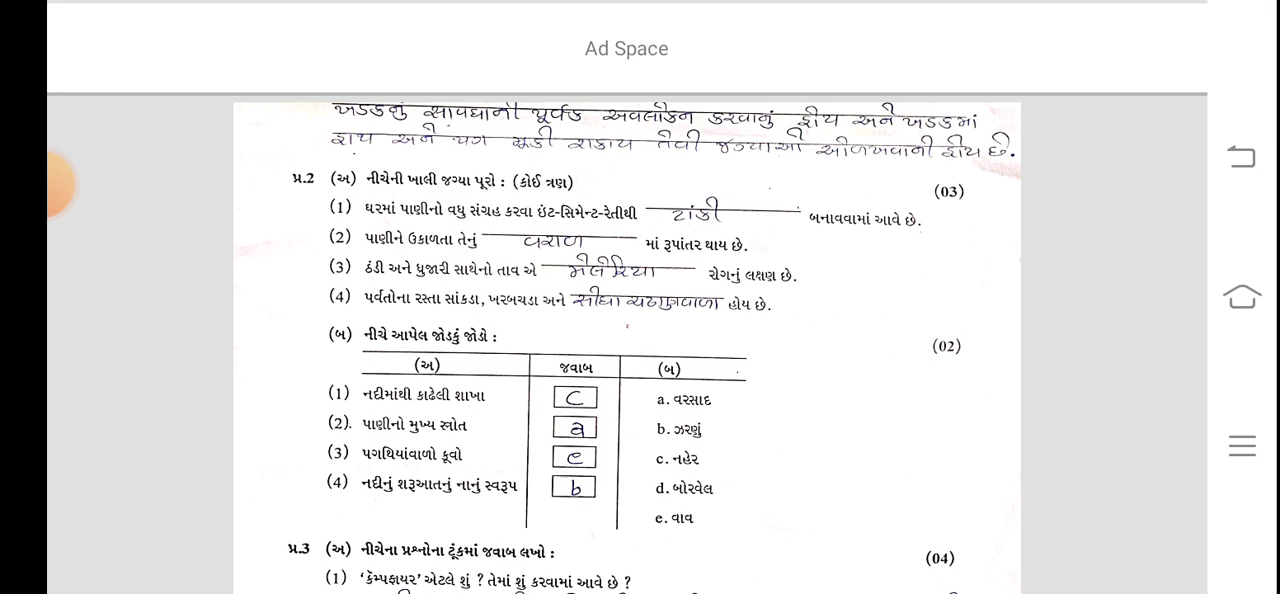 Ad Space
ખડકનું સાવધાની પૂર્વક અવલોકન કરવાનું હોય અને ખડકમાં
હાથ અને પગ મૂકી શકાય તેવી જગ્યાઓ ઓળખવાની હોય છે.
પ્ર.2 (અ) નીચેની ખાલી જગ્યા પૂરો : (કોઈ ત્રણ) (03)
(1) ઘરમાં પાણીનો વધુ સંગ્રહ કરવા ઇંટ-સિમેન્ટ-રેતીથી ટાંકી બનાવવામાં આવે છે.
(2) પાણીને ઉકાળતા તેનું વરાળ માં રૂપાંતર થાય છે.
(3) ઠંડી અને ધ્રુજારી સાથેનો તાવ એ મેલેરિયા રોગનું લક્ષણ છે.
(4) પર્વતોના રસ્તા સાંકડા, ખરબચડા અને સીધા ચઢાણવાળા હોય છે.
(બ) નીચે આપેલ જોડકું જોડો : (02)
(અ) જવાબ (બ)
(1) નદીમાંથી કાઢેલી શાખા C a. વરસાદ
(2). પાણીનો મુખ્ય સ્ત્રોત a b. ઝરણું
(3) પગથિયાંવાળો કૂવો e c. નહેર
(4) નદીનું શરૂઆતનું નાનું સ્વરૂપ b d. બોરવેલ
e. વાવ
પ્ર.3 (અ) નીચેના પ્રશ્નોના ટૂંકમાં જવાબ લખો : (04)
(1) ‘કૅમ્પફાયર’ એટલે શું ? તેમાં શું કરવામાં આવે છે ?